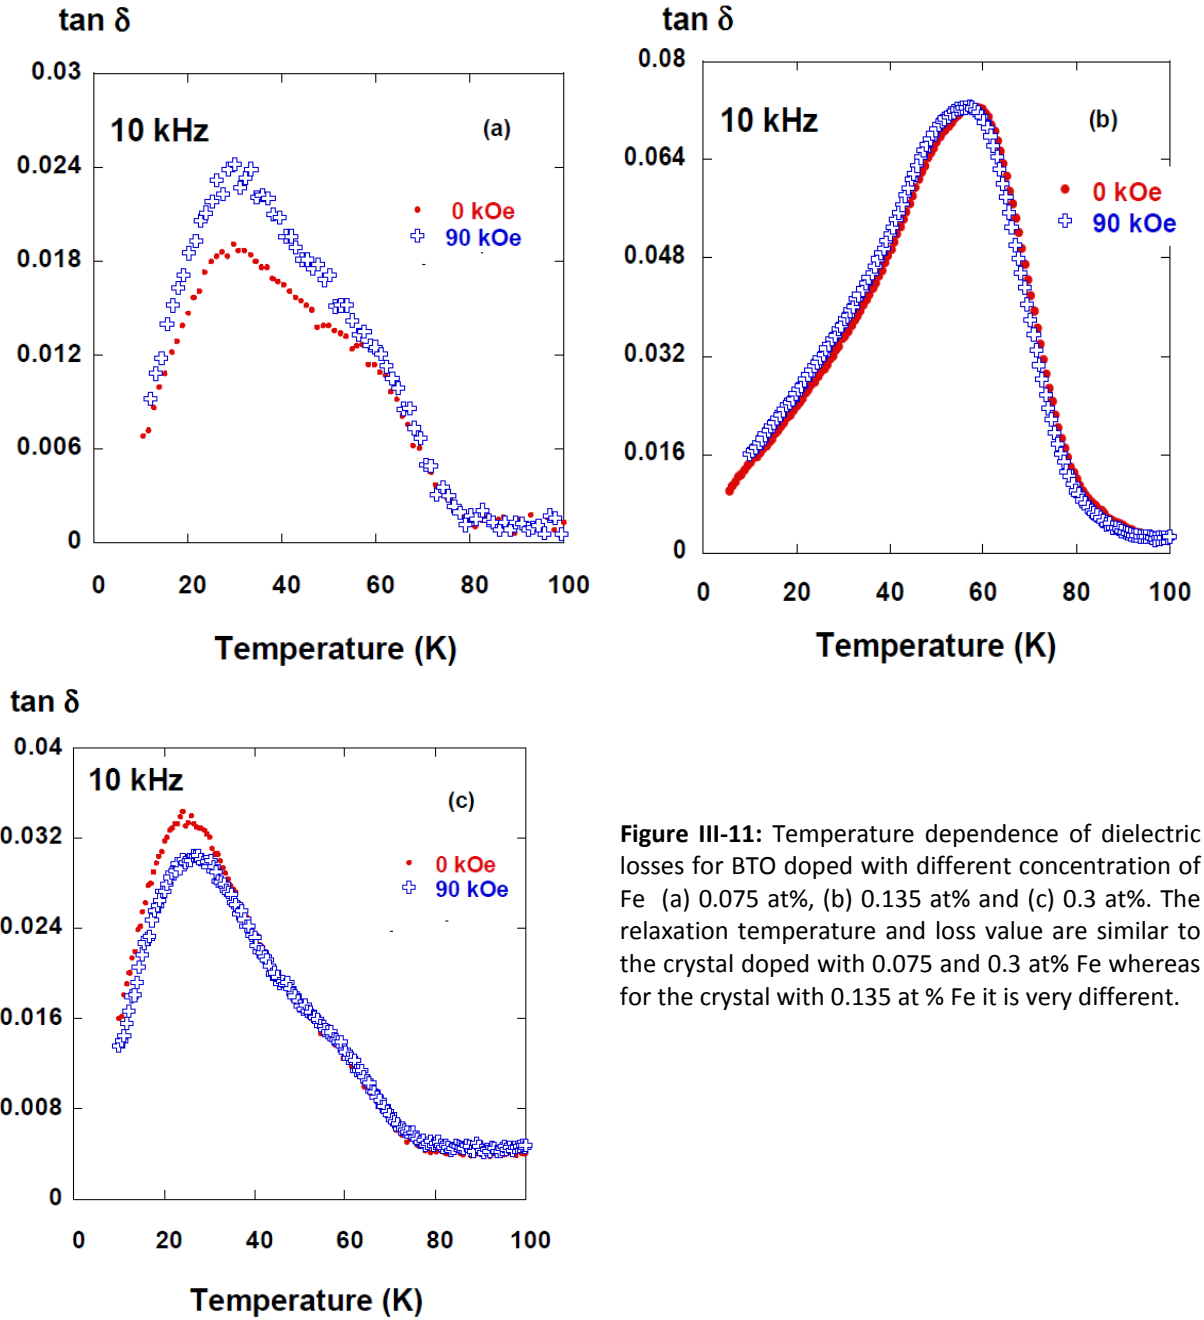 tan δ
0.03
0.024
0.018
0.012
0.006
0
10 kHz
(a)
0 kOe
90 kOe
0 20 40 60 80 100
Temperature (K)
tan δ
0.08
0.064
0.048
0.032
0.016
0
10 kHz
(b)
0 kOe
90 kOe
0 20 40 60 80 100
Temperature (K)
tan δ
0.04
0.032
0.024
0.016
0.008
0
10 kHz
(c)
0 kOe
90 kOe
0 20 40 60 80 100
Temperature (K)
Figure III-11: Temperature dependence of dielectric
losses for BTO doped with different concentration of
Fe (a) 0.075 at%, (b) 0.135 at% and (c) 0.3 at%. The
relaxation temperature and loss value are similar to
the crystal doped with 0.075 and 0.3 at% Fe whereas
for the crystal with 0.135 at % Fe it is very different.